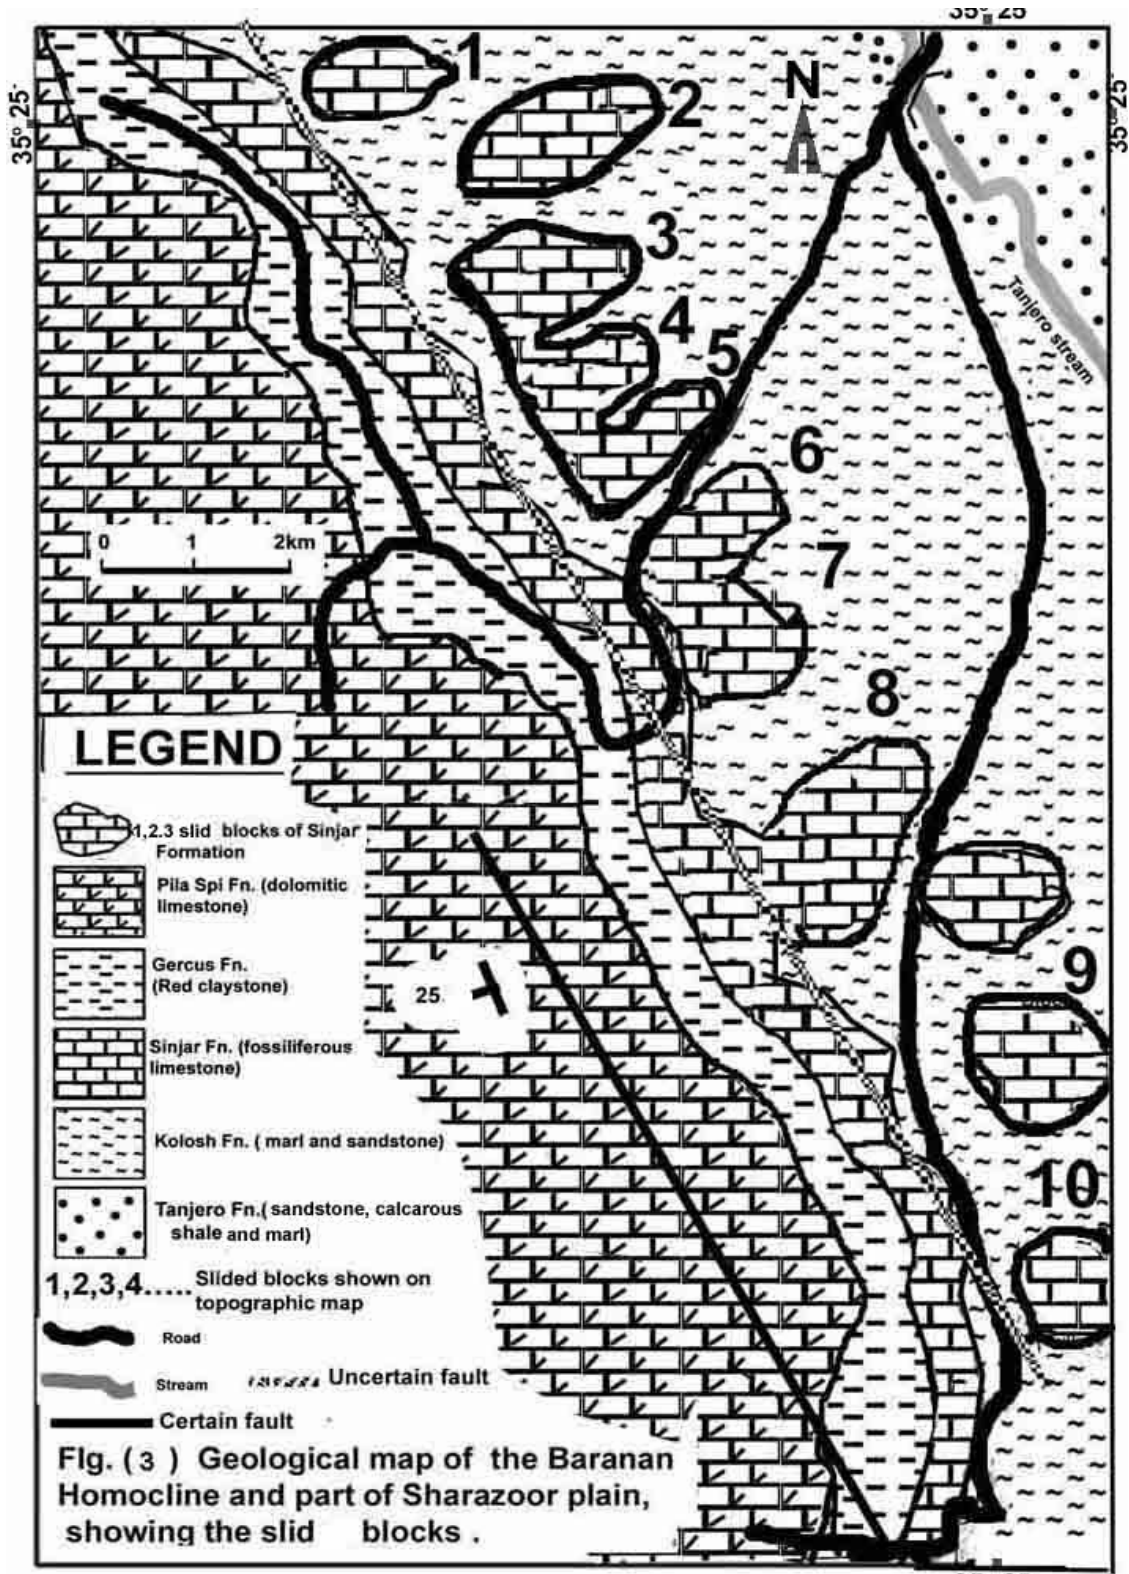 35° 25
35° 25
35° 25
N
1
2
3
4
5
6
7
8
9
10
Tanjero stream
0 1 2km
25
LEGEND
1,2.3 slid blocks of Sinjar
Formation
Pila Spi Fn. (dolomitic
limestone)
Gercus Fn.
(Red claystone)
Sinjar Fn. (fossiliferous
limestone)
Kolosh Fn. ( marl and sandstone)
Tanjero Fn.( sandstone, calcarous
shale and marl)
1,2,3,4..... Slided blocks shown on
topographic map
Road
Stream Uncertain fault
Certain fault
FIg. ( 3 ) Geological map of the Baranan
Homocline and part of Sharazoor plain,
showing the slid blocks .